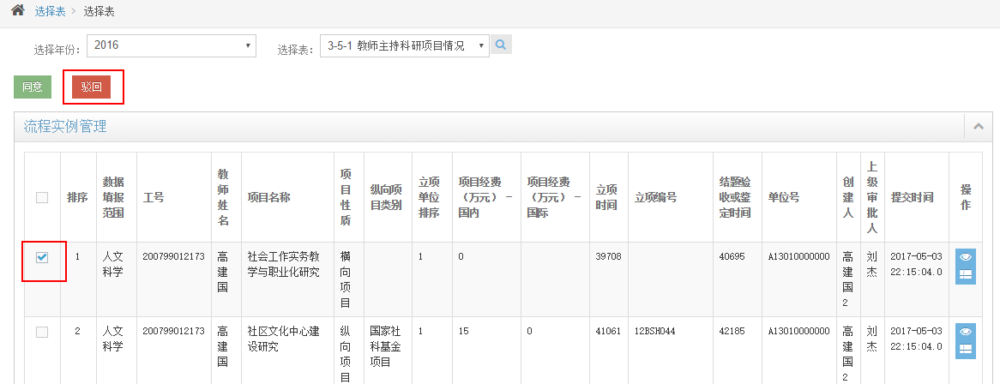 选择表 > 选择表
选择年份: 2016 选择表: 3-5-1 教师主持科研项目情况
同意 驳回
流程实例管理
排序 数据填报范围 工号 教师姓名 项目名称 项目性质 纵向项目类别 立项单位排序 项目经费（万元）－国内 项目经费（万元）－国际 立项时间 立项编号 结题验收或鉴定时间 单位号 创建人 上级审批人 提交时间 操作
1 人文科学 200799012173 高建国 社会工作实务教学与职业化研究 横向项目 1 0 39708 40695 A13010000000 高建国2 刘杰 2017-05-03 22:15:04.0
2 人文科学 200799012173 高建国 社区文化中心建设研究 纵向项目 国家社科基金项目 1 15 0 41061 12BSH044 42185 A13010000000 高建国2 刘杰 2017-05-03 22:15:04.0